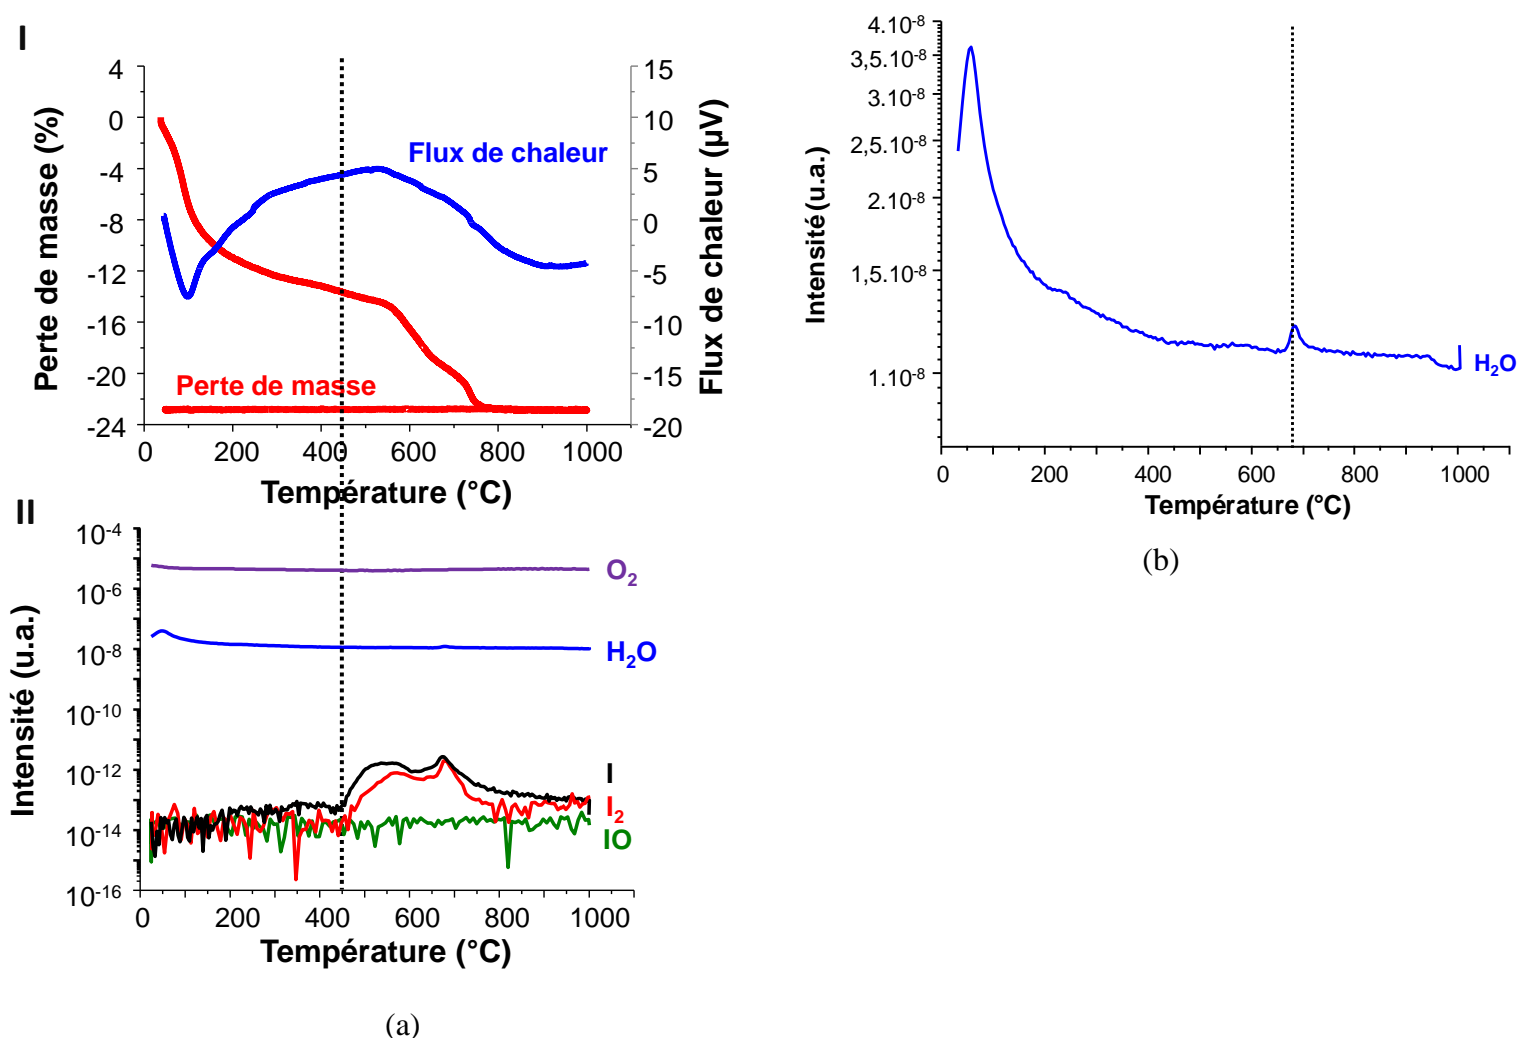 I
Perte de masse (%)
4
0
-4
-8
-12
-16
-20
-24
Flux de chaleur
Perte de masse
15
10
5
0
-5
-10
-15
-20
Flux de chaleur (µV)
0 200 400 600 800 1000
Température (°C)
II
Intensité (u.a.)
10-4
10-6
10-8
10-10
10-12
10-14
10-16
O2
H2O
I
I2
IO
0 200 400 600 800 1000
Température (°C)
(a)
Intensité (u.a.)
4.10-8
3,5.10-8
3.10-8
2,5.10-8
2.10-8
1,5.10-8
1.10-8
H2O
0 200 400 600 800 1000
Température (°C)
(b)